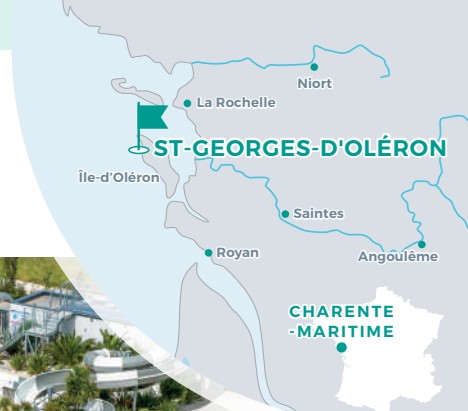 Niort
La Rochelle
ST-GEORGES-D'OLÉRON
Île-d'Oléron
Saintes
Royan
Angoulême
CHARENTE
-MARITIME